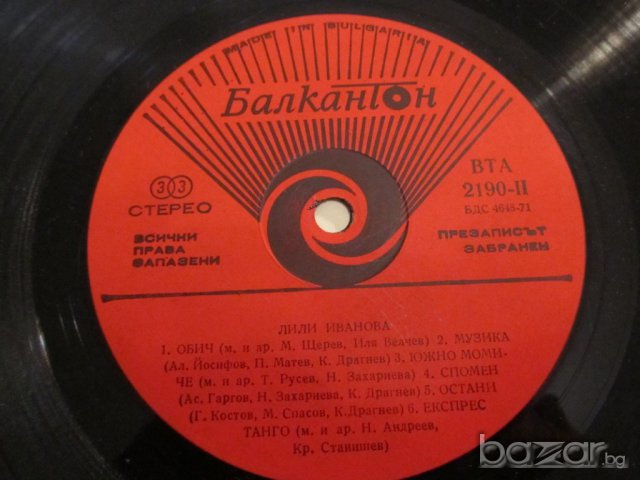 MADE IN BULGARIA
Балкантон
33
СТЕРЕО
ВСИЧКИ
ПРАВА
ЗАПАЗЕНИ
ВТА
2190-II
БДС 4648-71
ПРЕЗАПИСЪТ
ЗАБРАНЕН
ЛИЛИ ИВАНОВА
1. ОБИЧ (м. и ар. М. Щерев, Иля Велчев) 2. МУЗИКА
(Ал. Йосифов, П. Матев, К. Драгнев) 3. ЮЖНО МОМИ-
ЧЕ (м. и ар. Т. Русев, Н. Захариева) 4. СПОМЕН
(Ас. Гаргов, Н. Захариева, К. Драгнев) 5. ОСТАНИ
(Г. Костов, М. Спасов, К.Драгнев) 6. ЕКСПРЕС
ТАНГО (м. и ар. Н. Андреев,
Кр. Станишев)
bazar.bg